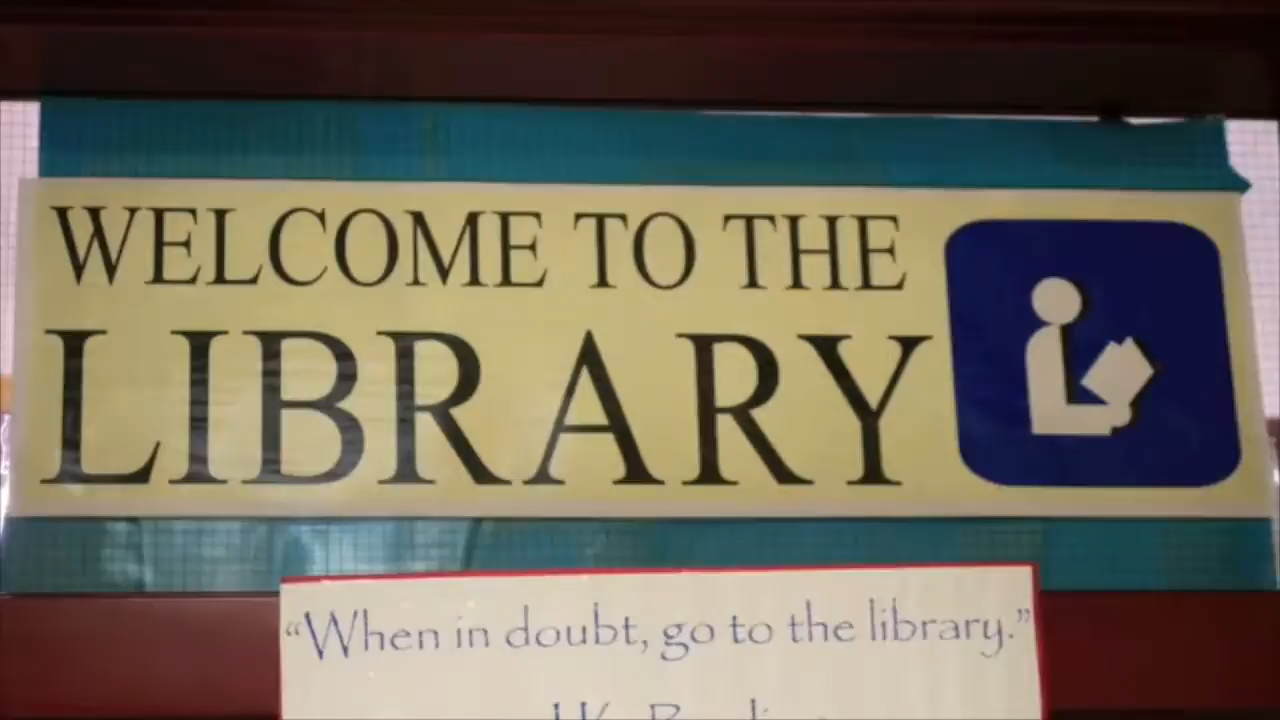 WELCOME TO THE
LIBRARY
“When in doubt, go to the library.”